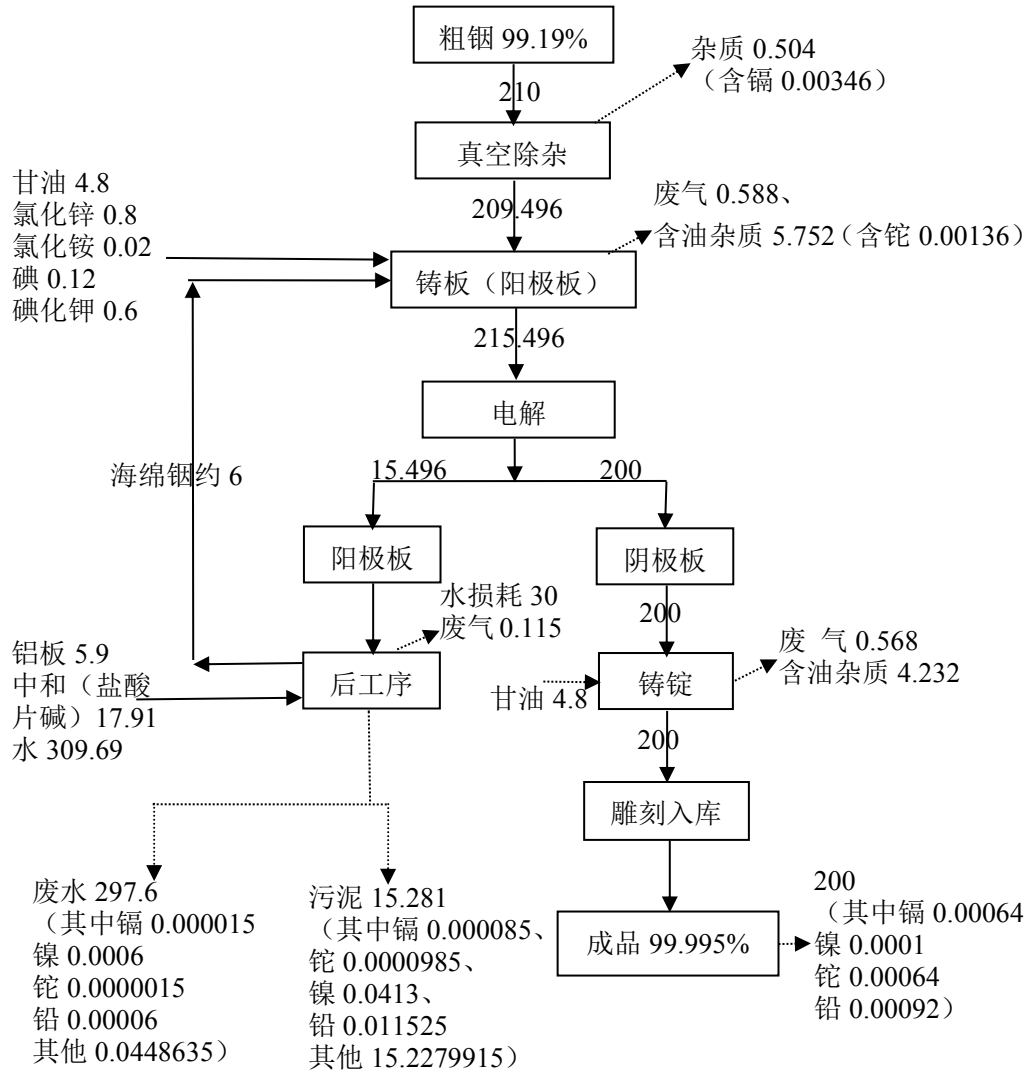 粗铟 99.19%
杂质 0.504
（含镉 0.00346）
210
真空除杂
甘油 4.8
氯化锌 0.8
氯化铵 0.02
碘 0.12
碘化钾 0.6
209.496
废气 0.588、
含油杂质 5.752（含铊 0.00136）
铸板（阳极板）
215.496
电解
海绵铟约 6
15.496
200
阳极板
阴极板
水损耗 30
废气 0.115
200
铝板 5.9
中和（盐酸
片碱）17.91
水 309.69
后工序
甘油 4.8
铸锭
废 气 0.568
含油杂质 4.232
200
雕刻入库
废水 297.6
（其中镉 0.000015
镍 0.0006
铊 0.0000015
铅 0.00006
其他 0.0448635）
污泥 15.281
（其中镉 0.000085、
铊 0.0000985、
镍 0.0413、
铅 0.011525
其他 15.2279915）
成品 99.995%
200
（其中镉 0.00064
镍 0.0001
铊 0.00064
铅 0.00092）